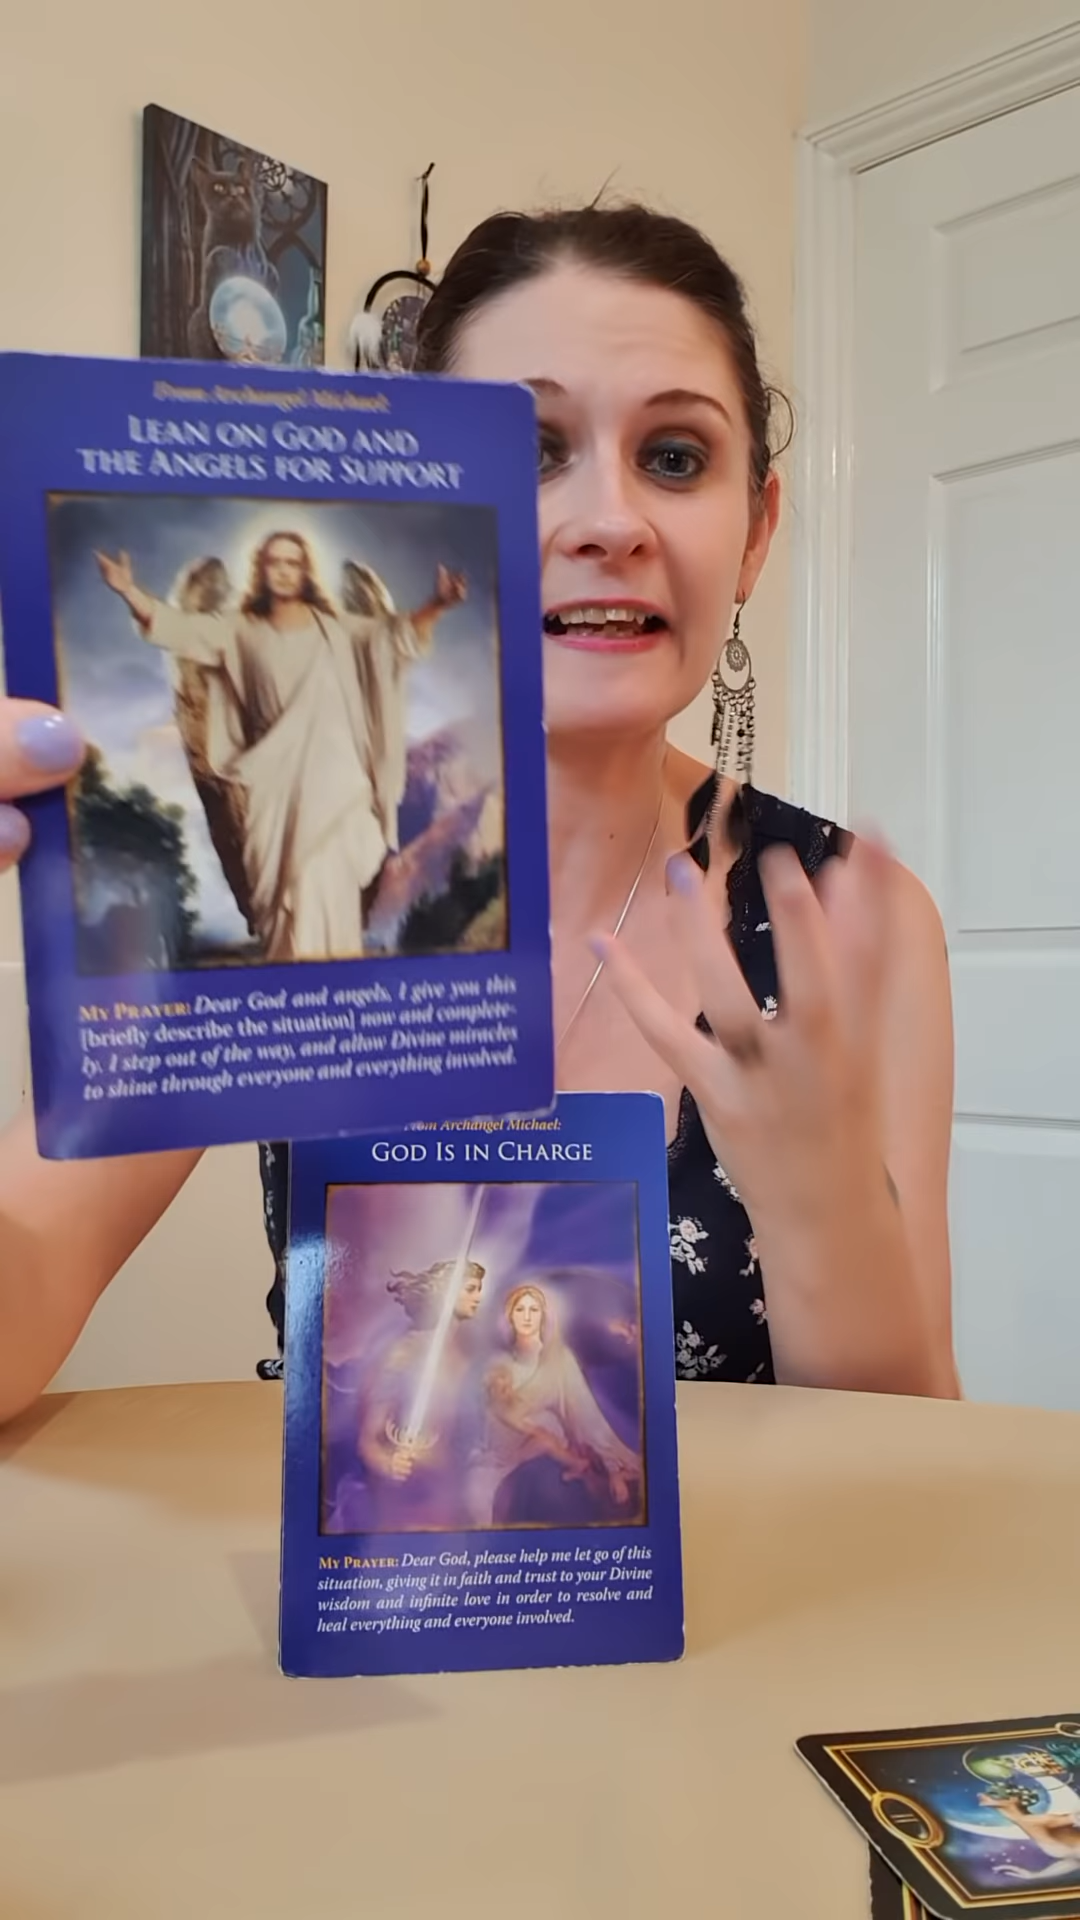 From Archangel Michael:
LEAN ON GOD AND
THE ANGELS FOR SUPPORT
MY PRAYER: Dear God and angels, I give you this
[briefly describe the situation] now and complete-
ly. I step out of the way, and allow Divine miracles
to shine through everyone and everything involved.
From Archangel Michael:
GOD IS IN CHARGE
MY PRAYER: Dear God, please help me let go of this
situation, giving it in faith and trust to your Divine
wisdom and infinite love in order to resolve and
heal everything and everyone involved.
II